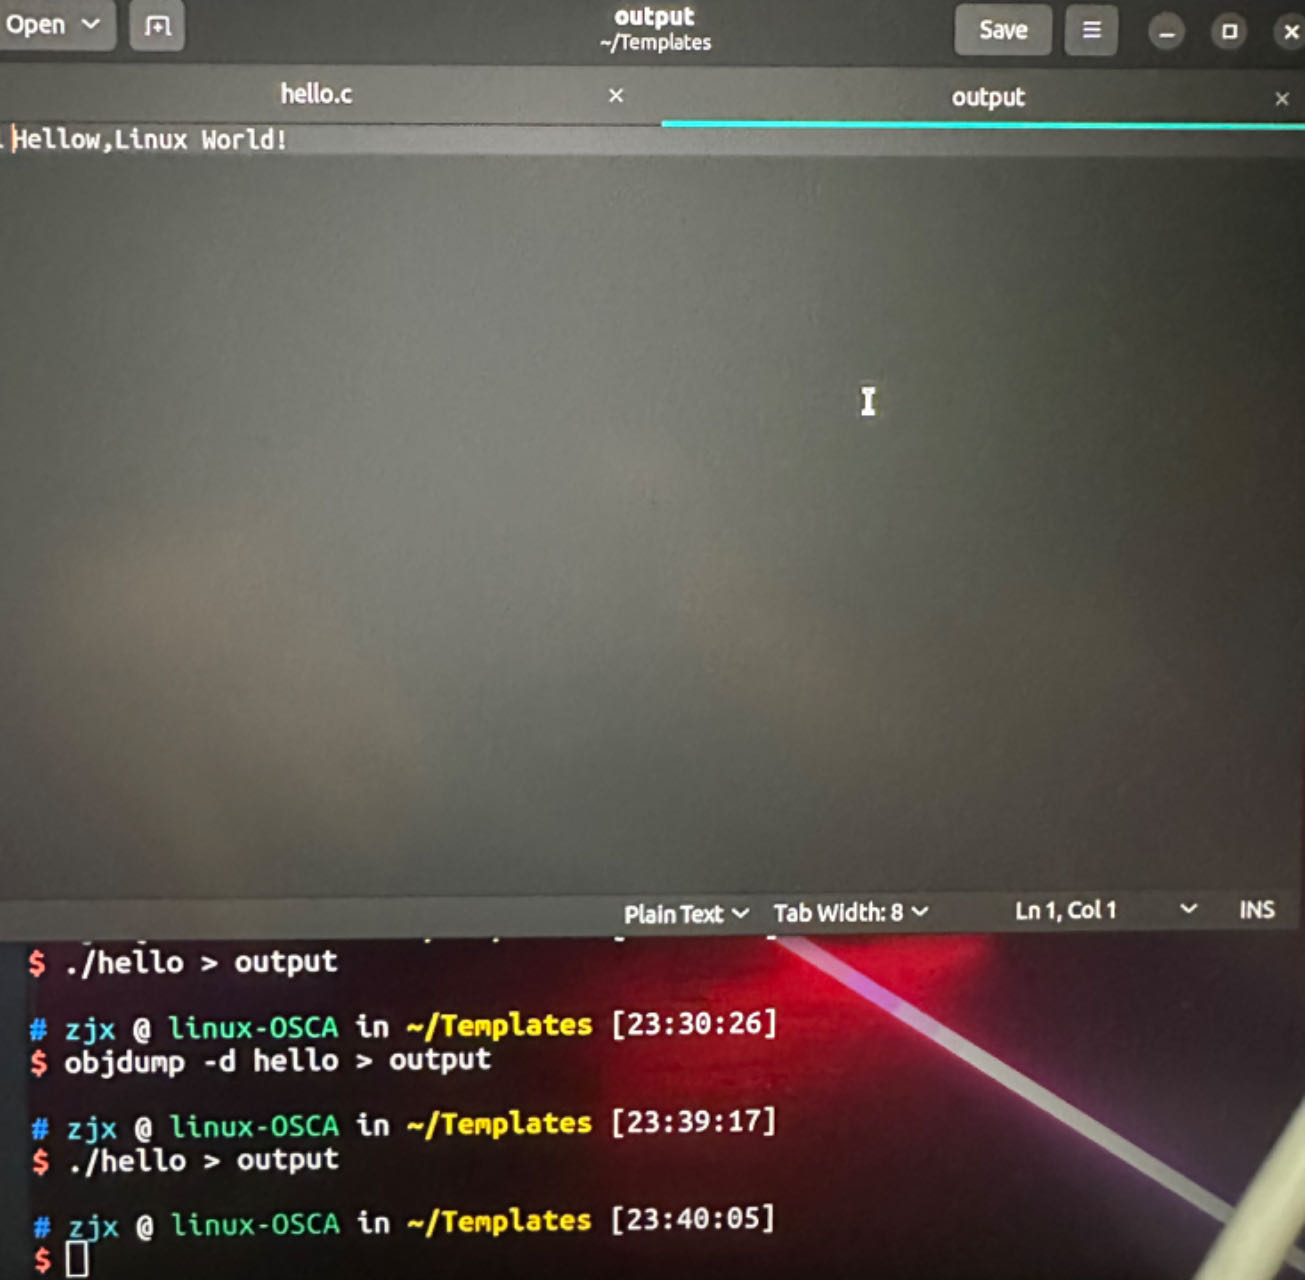 Open
output
~/Templates
Save
hello.c
output
Hellow,Linux World!
Plain Text
Tab Width: 8
Ln 1, Col 1
INS
$ ./hello > output
# zjx @ linux-OSCA in ~/Templates [23:30:26]
$ objdump -d hello > output
# zjx @ linux-OSCA in ~/Templates [23:39:17]
$ ./hello > output
# zjx @ linux-OSCA in ~/Templates [23:40:05]
$